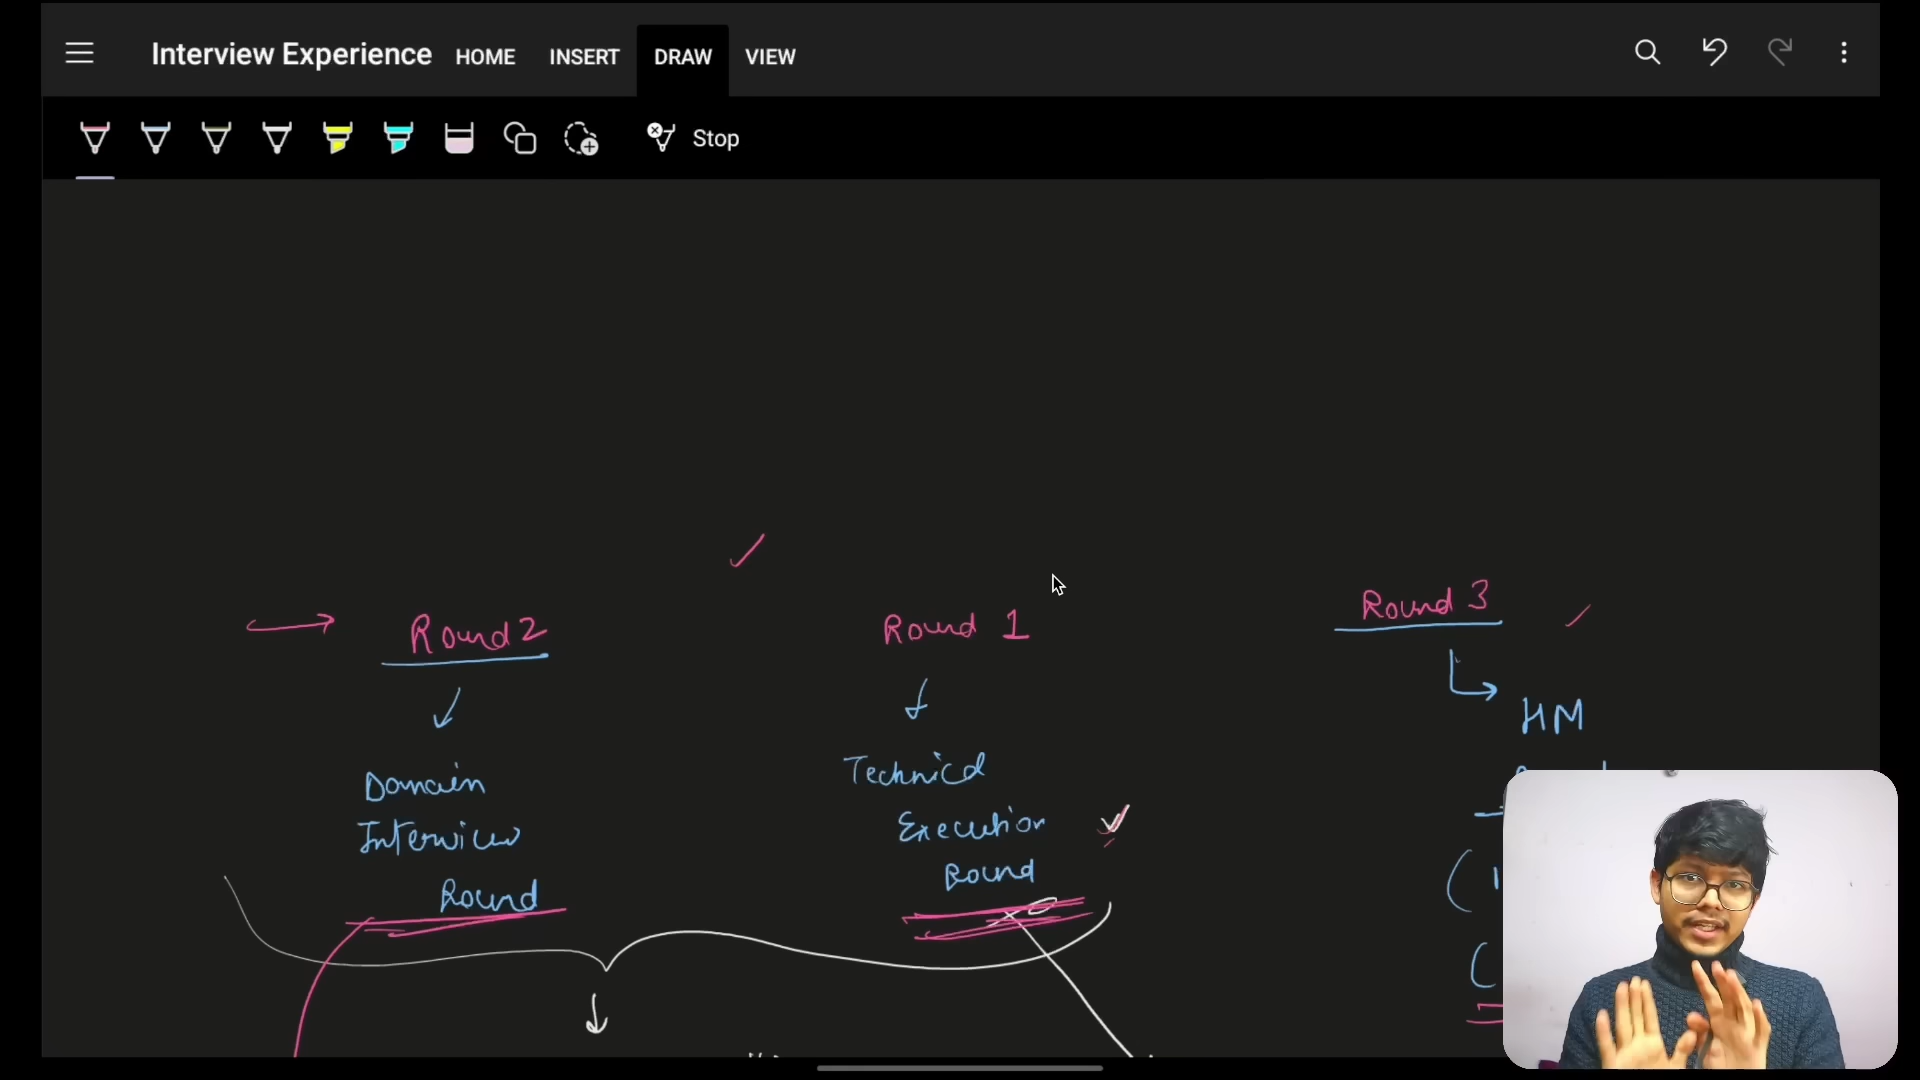 Interview Experience HOME INSERT DRAW VIEW
Stop
Round 2
Domain
Interview
Round
Round 1
Technical
Execution
Round
Round 3
HM